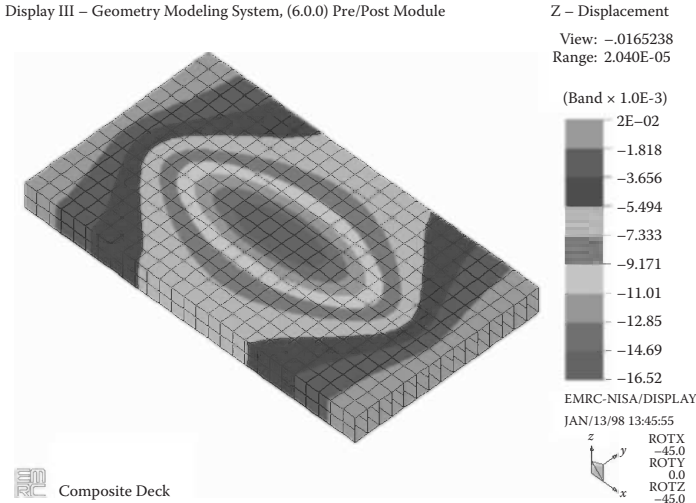 Display III – Geometry Modeling System, (6.0.0) Pre/Post Module
Z – Displacement
View: –.0165238
Range: 2.040E-05
(Band × 1.0E-3)
2E–02
–1.818
–3.656
–5.494
–7.333
–9.171
–11.01
–12.85
–14.69
–16.52
EMRC-NISA/DISPLAY
JAN/13/98 13:45:55
z
y
x
ROTX
–45.0
ROTY
0.0
ROTZ
–45.0
EMRC
Composite Deck